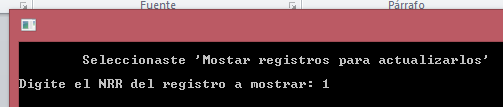 Fuente
Párrafo
Seleccionaste 'Mostar registros para actualizarlos'
Digite el NRR del registro a mostrar: 1